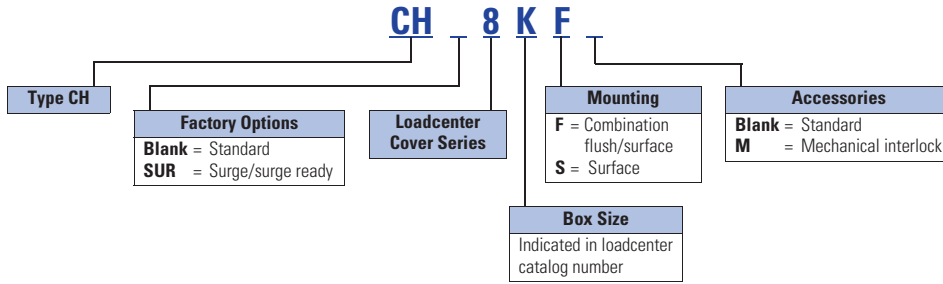 CH _ 8 K F _
Type CH
Factory Options
Blank = Standard
SUR = Surge/surge ready
Loadcenter
Cover Series
Mounting
F = Combination
flush/surface
S = Surface
Accessories
Blank = Standard
M = Mechanical interlock
Box Size
Indicated in loadcenter
catalog number